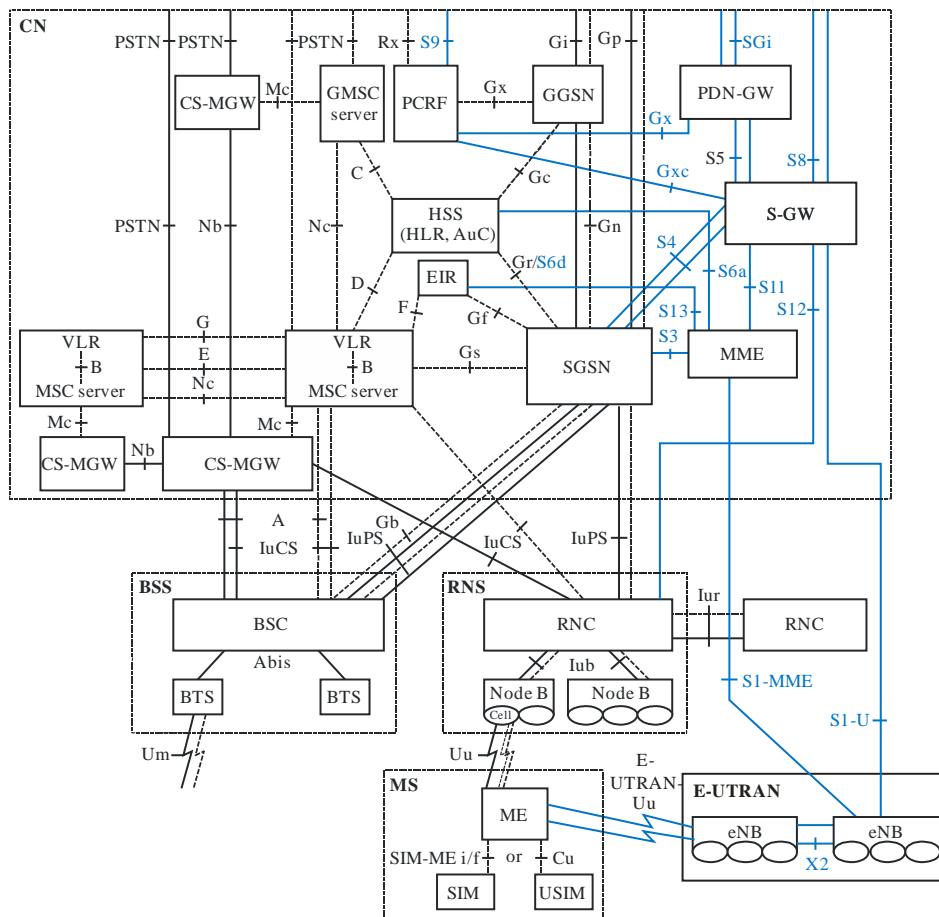 CN
PSTN PSTN PSTN Rx S9 Gi Gp SGi
CS-MGW Mc GMSC server PCRF Gx GGSN PDN-GW
Gx
C Gc Gxc S5 S8
PSTN Nb Nc HSS (HLR, AuC) Gn S4 S-GW
D EIR Gr/S6d S6a S11 S12
F Gf S13
G
VLR VLR S3
E
B B Gs SGSN MME
MSC server Nc MSC server
Mc Mc
CS-MGW Nb CS-MGW
A Gb
IuCS IuPS IuCS IuPS
BSS RNS
Iur
BSC RNC RNC
Abis Iub
BTS BTS Node B Node B S1-MME
Cell
S1-U
Um Uu E-
UTRAN-
Uu
MS E-UTRAN
ME eNB eNB
SIM-ME i/f or Cu X2
SIM USIM